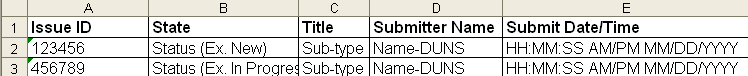 A B C D E
1 Issue ID State Title Submitter Name Submit Date/Time
2 123456 Status (Ex. New) Sub-type Name-DUNS HH:MM:SS AM/PM MM/DD/YYYY
3 456789 Status (Ex. In Progres Sub-type Name-DUNS HH:MM:SS AM/PM MM/DD/YYYY